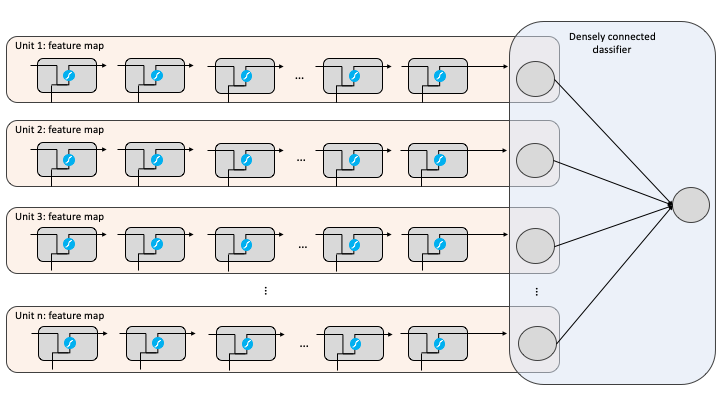 Densely connected
classifier
Unit 1: feature map
...
Unit 2: feature map
...
Unit 3: feature map
...
⋮
⋮
Unit n: feature map
...